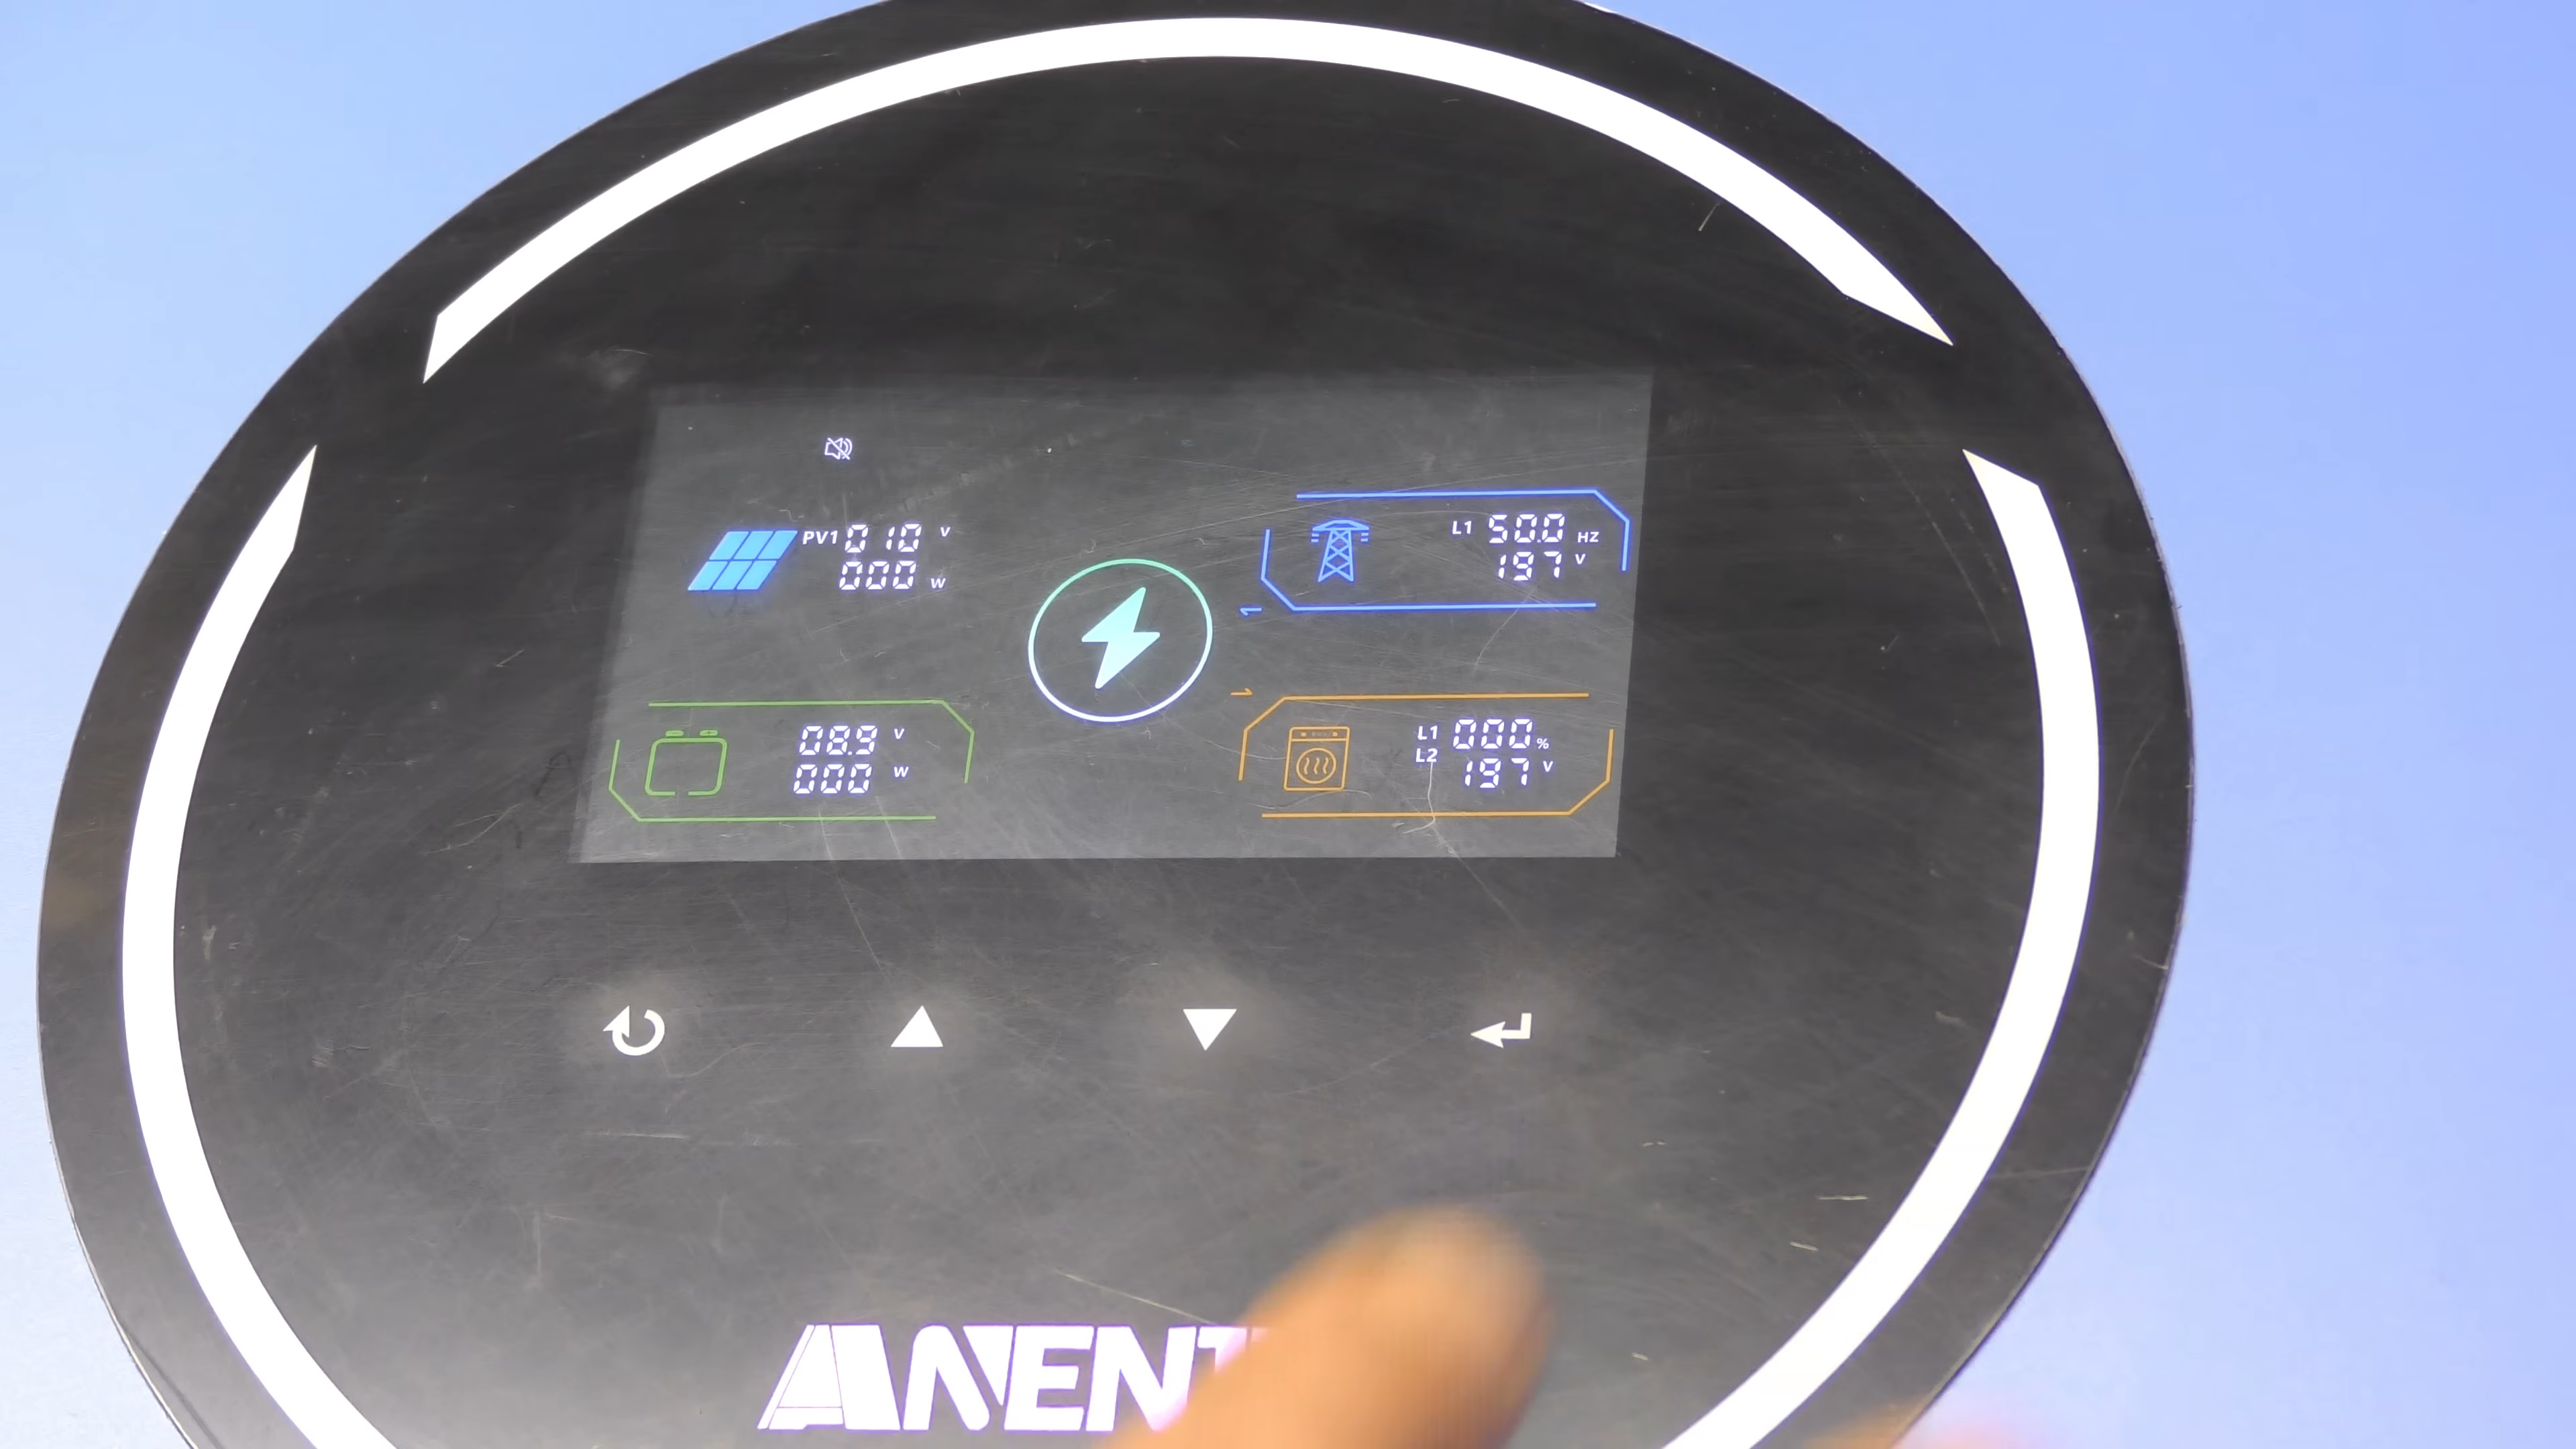 PV1 010 V
000 W
L1 50.0 HZ
197 V
08.9 V
000 W
L1 000 %
L2 197 V